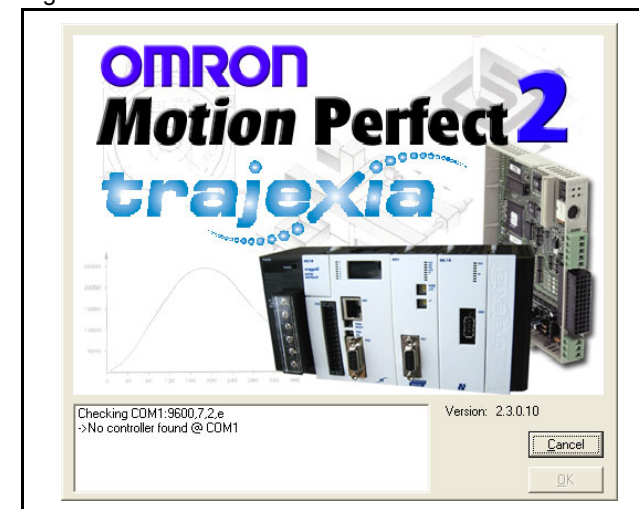 OMRON
Motion Perfect 2
trajexia
Checking COM1:9600,7,2,e
->No controller found @ COM1
Version: 2.3.0.10
Cancel
OK